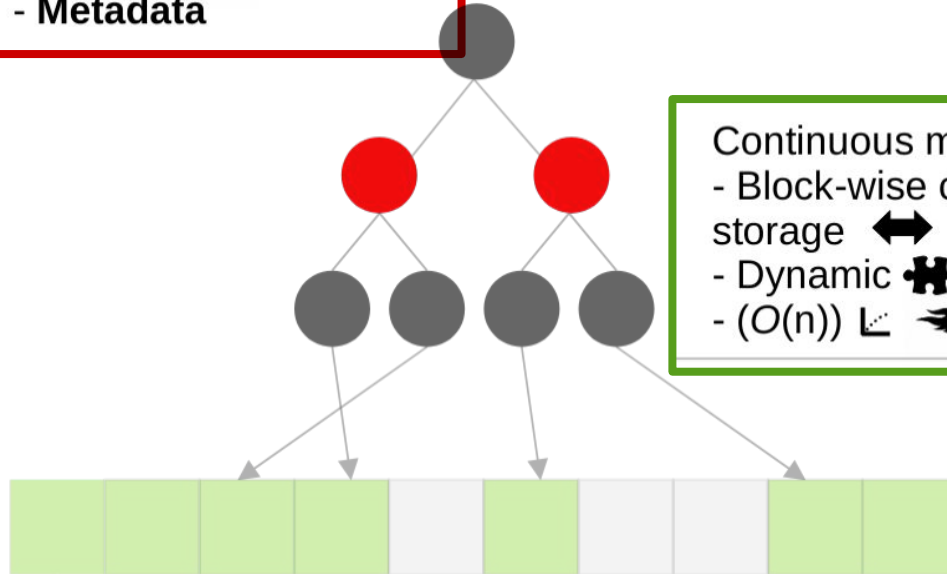 - Metadata
Continuous
- Block-wise
storage
- Dynamic
- (O(n))